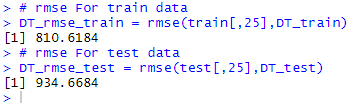 > # rmse For train data
> DT_rmse_train = rmse(train[,25],DT_train)
[1] 810.6184
> # rmse For test data
> DT_rmse_test = rmse(test[,25],DT_test)
[1] 934.6684
>